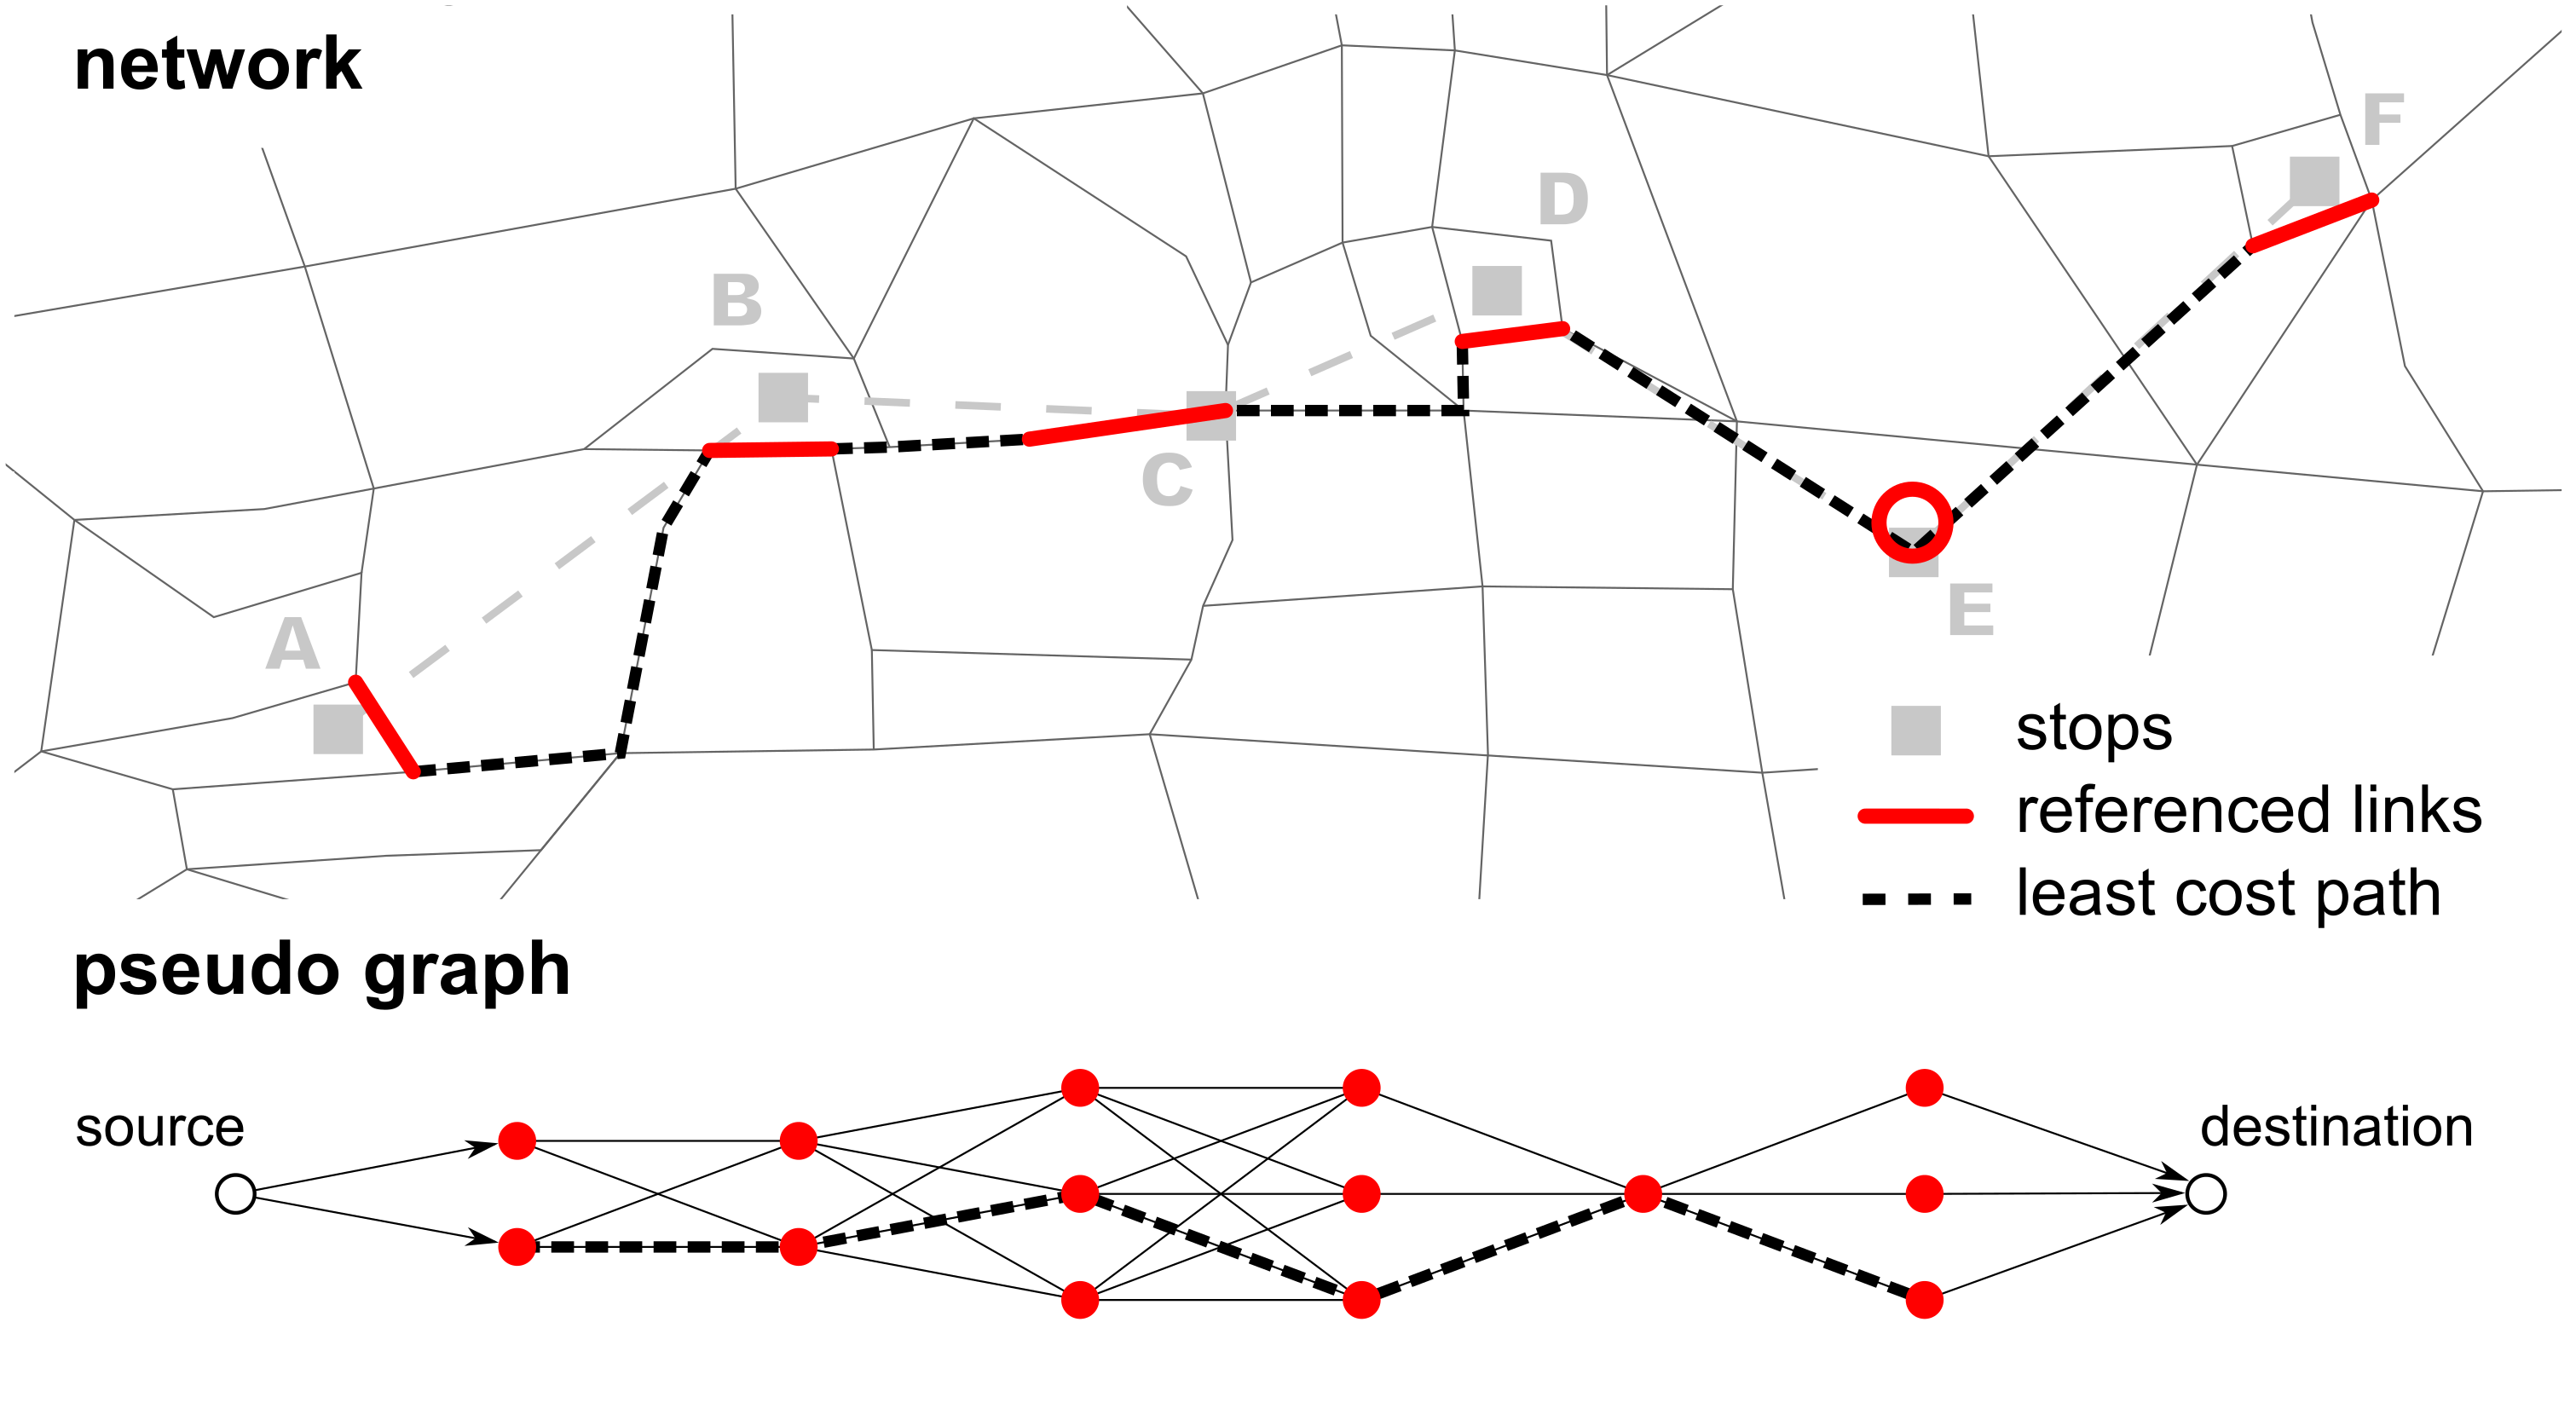 network
F
D
B
C
E
A
stops
referenced links
least cost path
pseudo graph
source
destination